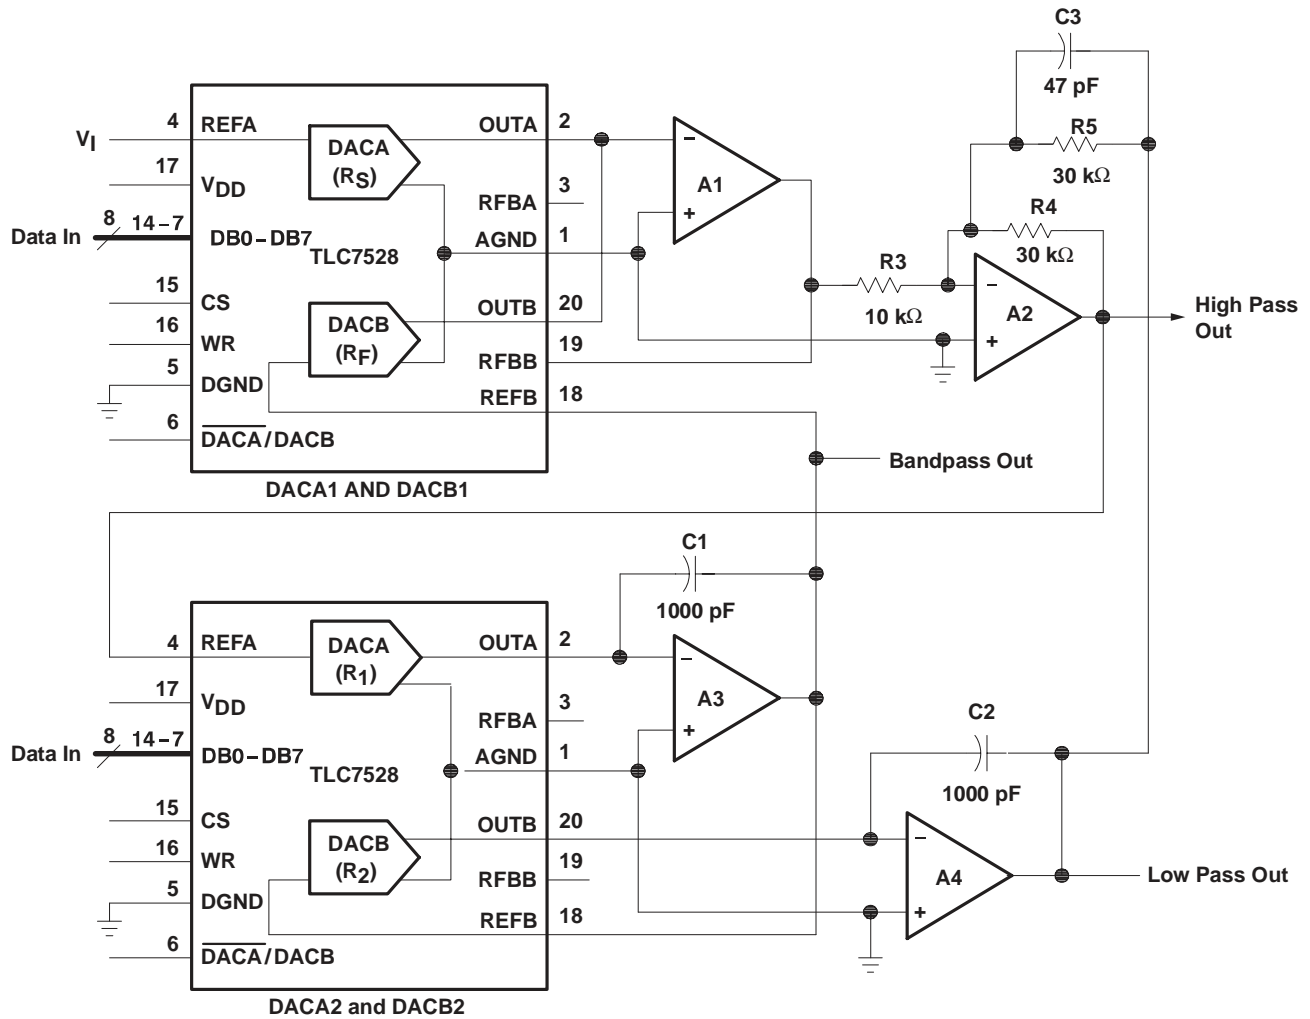 C3
47 pF
R5
30 kΩ
R4
30 kΩ
VI
4
REFA
DACA
(RS)
OUTA
2
17
VDD
RFBA
3
A1
Data In
8
14–7
DB0–DB7
TLC7528
AGND
1
R3
10 kΩ
A2
High Pass
Out
15
CS
DACB
(RF)
OUTB
20
16
WR
RFBB
19
5
DGND
REFB
18
6
DACA/DACB
DACA1 AND DACB1
Bandpass Out
C1
1000 pF
4
REFA
DACA
(R1)
OUTA
2
17
VDD
RFBA
3
A3
Data In
8
14–7
DB0–DB7
TLC7528
AGND
1
C2
1000 pF
15
CS
DACB
(R2)
OUTB
20
16
WR
RFBB
19
A4
Low Pass Out
5
DGND
REFB
18
6
DACA/DACB
DACA2 and DACB2